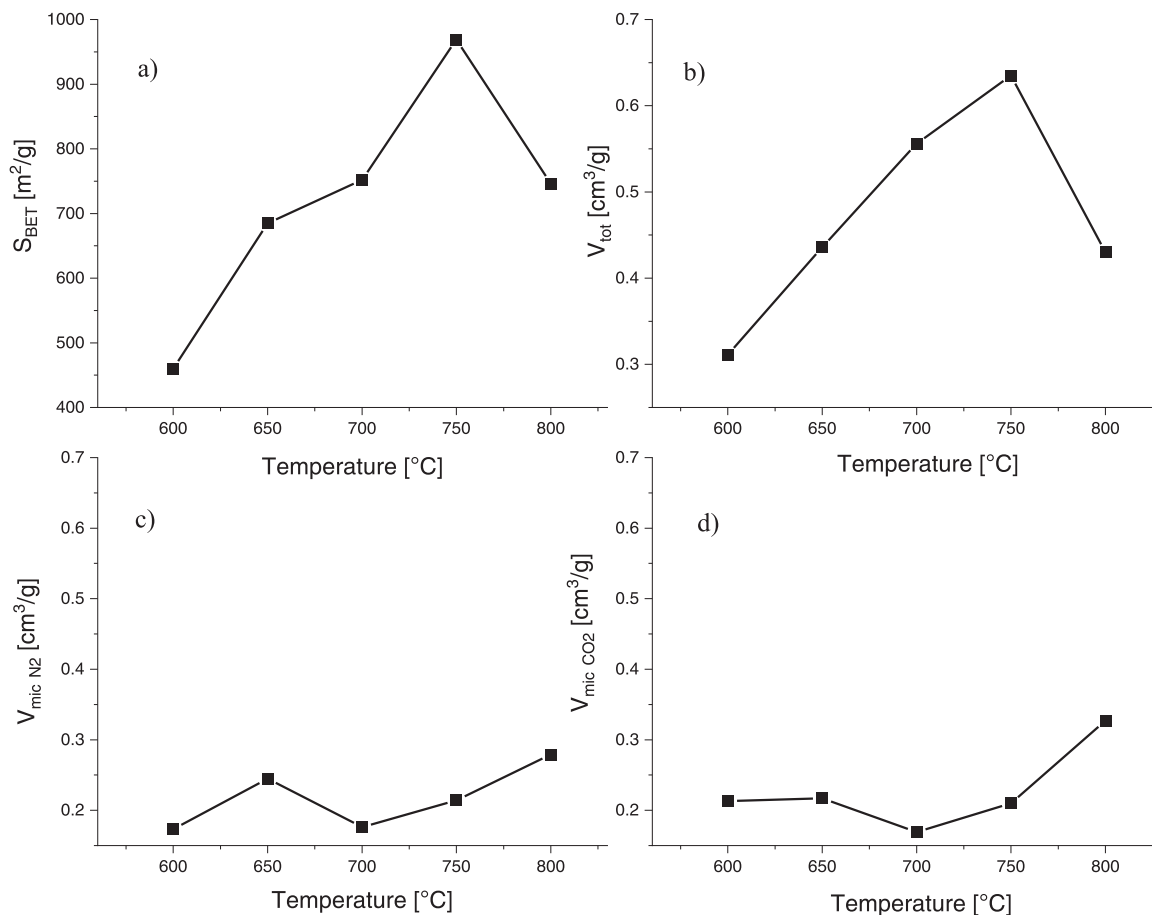 a)
S_BET [m²/g]
1000
900
800
700
600
500
400
600 650 700 750 800
Temperature [°C]
b)
V_tot [cm³/g]
0.7
0.6
0.5
0.4
0.3
600 650 700 750 800
Temperature [°C]
c)
V_mic N2 [cm³/g]
0.7
0.6
0.5
0.4
0.3
0.2
600 650 700 750 800
Temperature [°C]
d)
V_mic CO2 [cm³/g]
0.7
0.6
0.5
0.4
0.3
0.2
600 650 700 750 800
Temperature [°C]